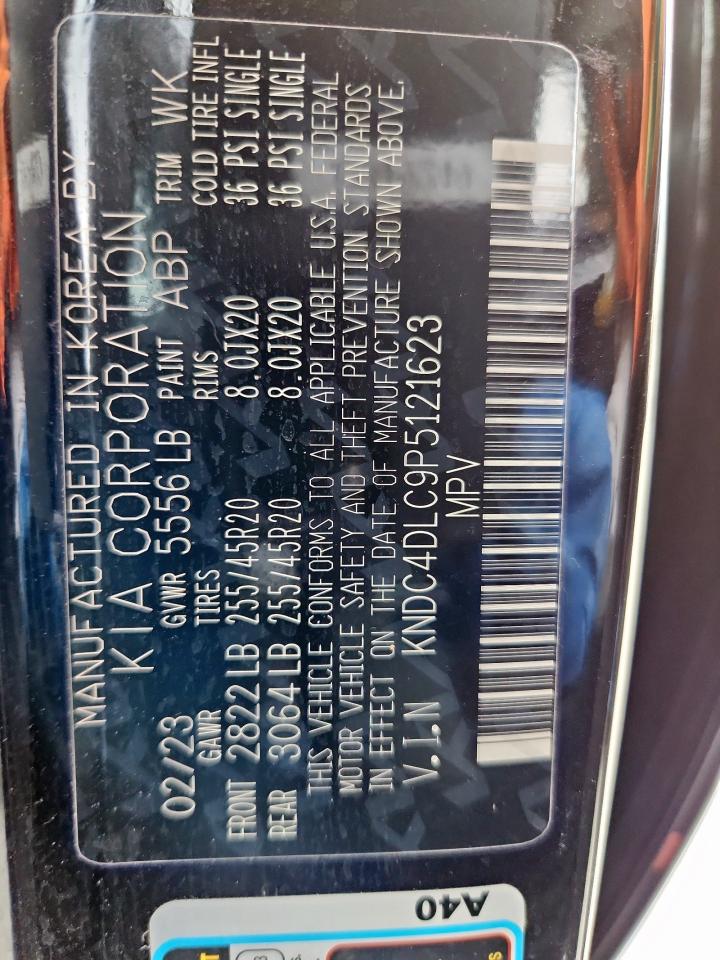 MANUFACTURED IN KOREA BY
KIA CORPORATION
02/23 GVWR 5556 LB PAINT ABP TRIM WK
GAWR TIRES RIMS COLD TIRE INFL
FRONT 2822 LB 255/45R20 8.0JX20 36 PSI SINGLE
REAR 3064 LB 255/45R20 8.0JX20 36 PSI SINGLE
THIS VEHICLE CONFORMS TO ALL APPLICABLE U.S.A. FEDERAL
MOTOR VEHICLE SAFETY AND THEFT PREVENTION STANDARDS
IN EFFECT ON THE DATE OF MANUFACTURE SHOWN ABOVE.
V.I.N KNDC4DLC9P5121623
MPV
A40